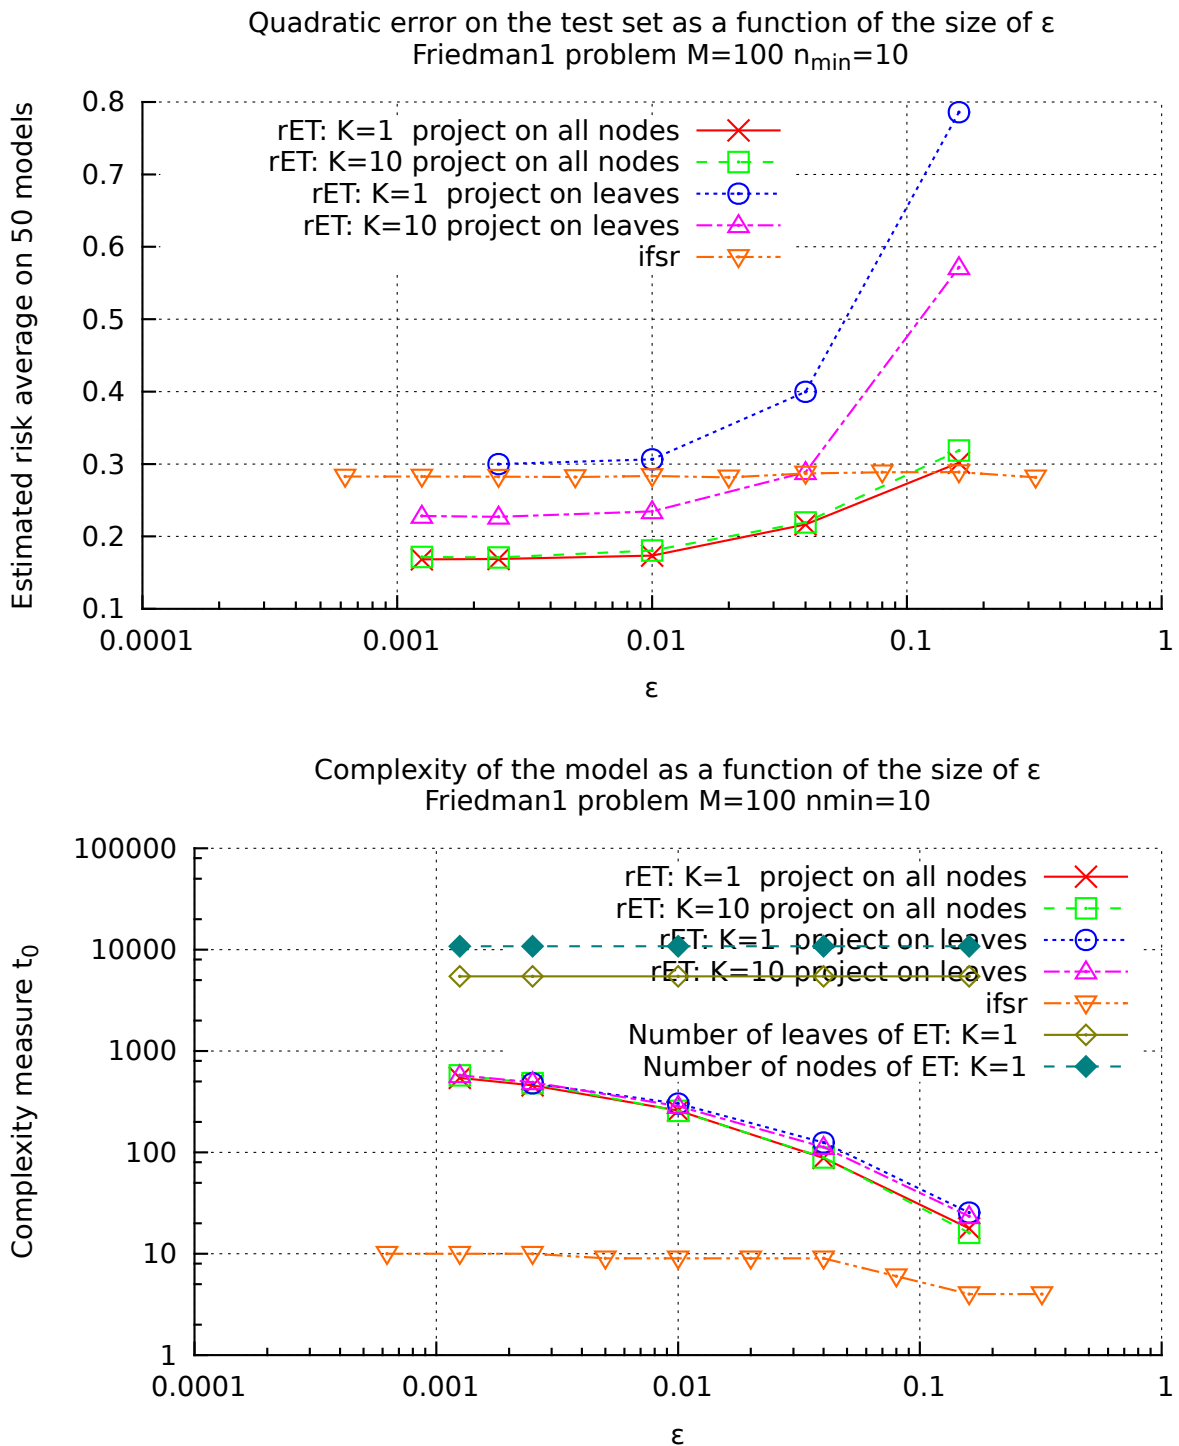 Quadratic error on the test set as a function of the size of ε
Friedman1 problem M=100 nmin=10
Estimated risk average on 50 models
0.8
0.7
0.6
0.5
0.4
0.3
0.2
0.1
rET: K=1 project on all nodes
rET: K=10 project on all nodes
rET: K=1 project on leaves
rET: K=10 project on leaves
ifsr
0.0001 0.001 0.01 0.1 1
ε
Complexity of the model as a function of the size of ε
Friedman1 problem M=100 nmin=10
Complexity measure t0
100000
10000
1000
100
10
1
rET: K=1 project on all nodes
rET: K=10 project on all nodes
rET: K=1 project on leaves
rET: K=10 project on leaves
ifsr
Number of leaves of ET: K=1
Number of nodes of ET: K=1
0.0001 0.001 0.01 0.1 1
ε